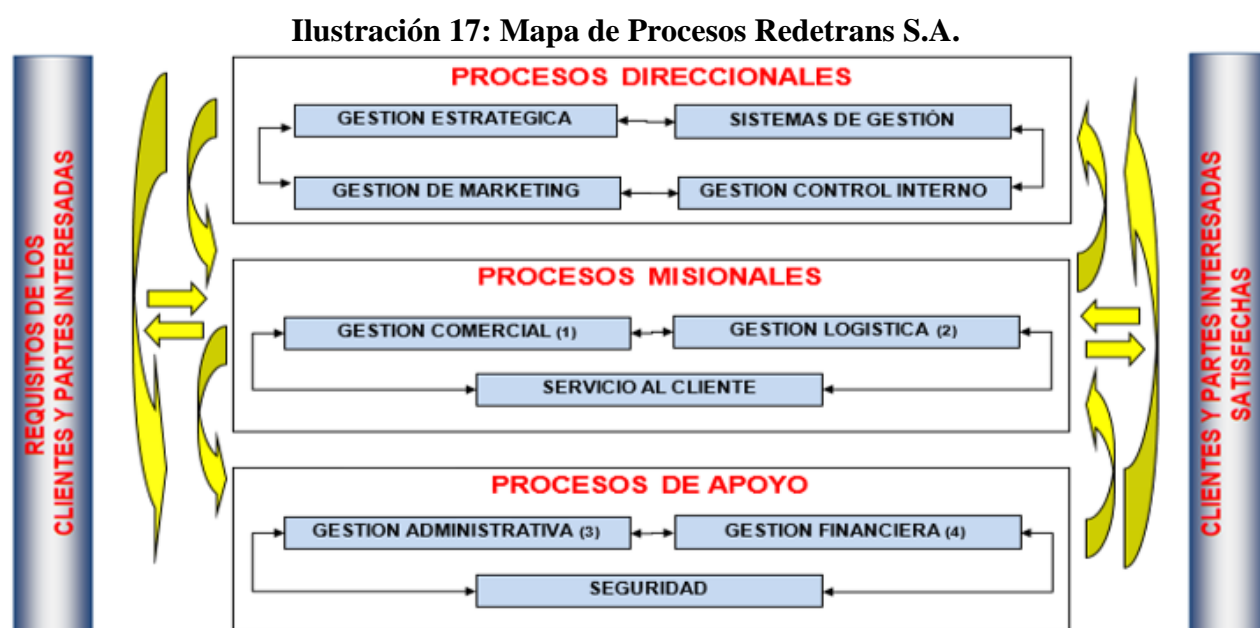 Ilustración 17: Mapa de Procesos Redetrans S.A.
REQUISITOS DE LOS
CLIENTES Y PARTES INTERESADAS
PROCESOS DIRECCIONALES
GESTION ESTRATEGICA
SISTEMAS DE GESTIÓN
GESTION DE MARKETING
GESTION CONTROL INTERNO
PROCESOS MISIONALES
GESTION COMERCIAL (1)
GESTION LOGISTICA (2)
SERVICIO AL CLIENTE
PROCESOS DE APOYO
GESTION ADMINISTRATIVA (3)
GESTION FINANCIERA (4)
SEGURIDAD
CLIENTES Y PARTES INTERESADAS
SATISFECHAS